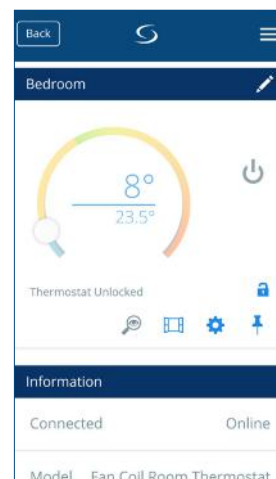 Back
Bedroom
8°
23.5°
Thermostat Unlocked
Information
Connected Online
Model Fan Coil Room Thermostat